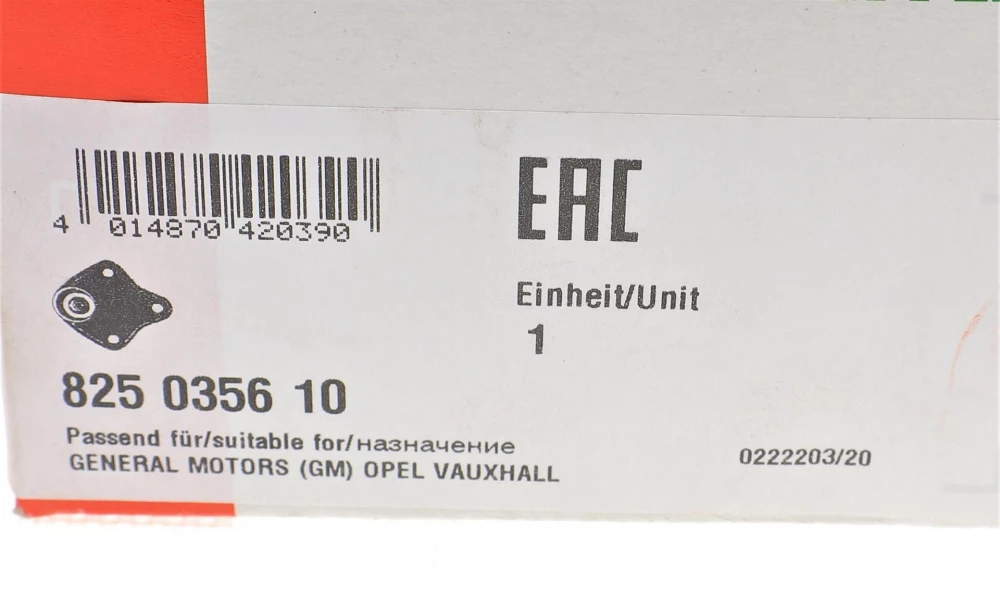 4 014870 420390
EAC
Einheit/Unit
1
825 0356 10
Passend für/suitable for/назначение
GENERAL MOTORS (GM) OPEL VAUXHALL
0222203/20